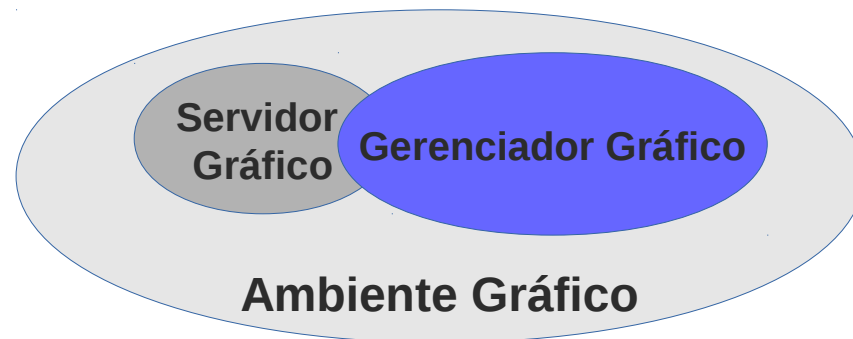 Servidor
Gráfico
Gerenciador Gráfico
Ambiente Gráfico